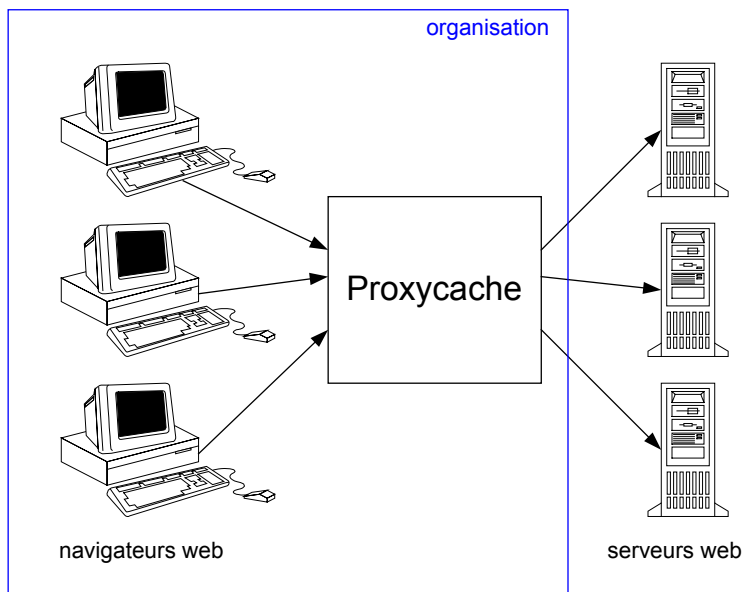 organisation
Proxycache
navigateurs web
serveurs web